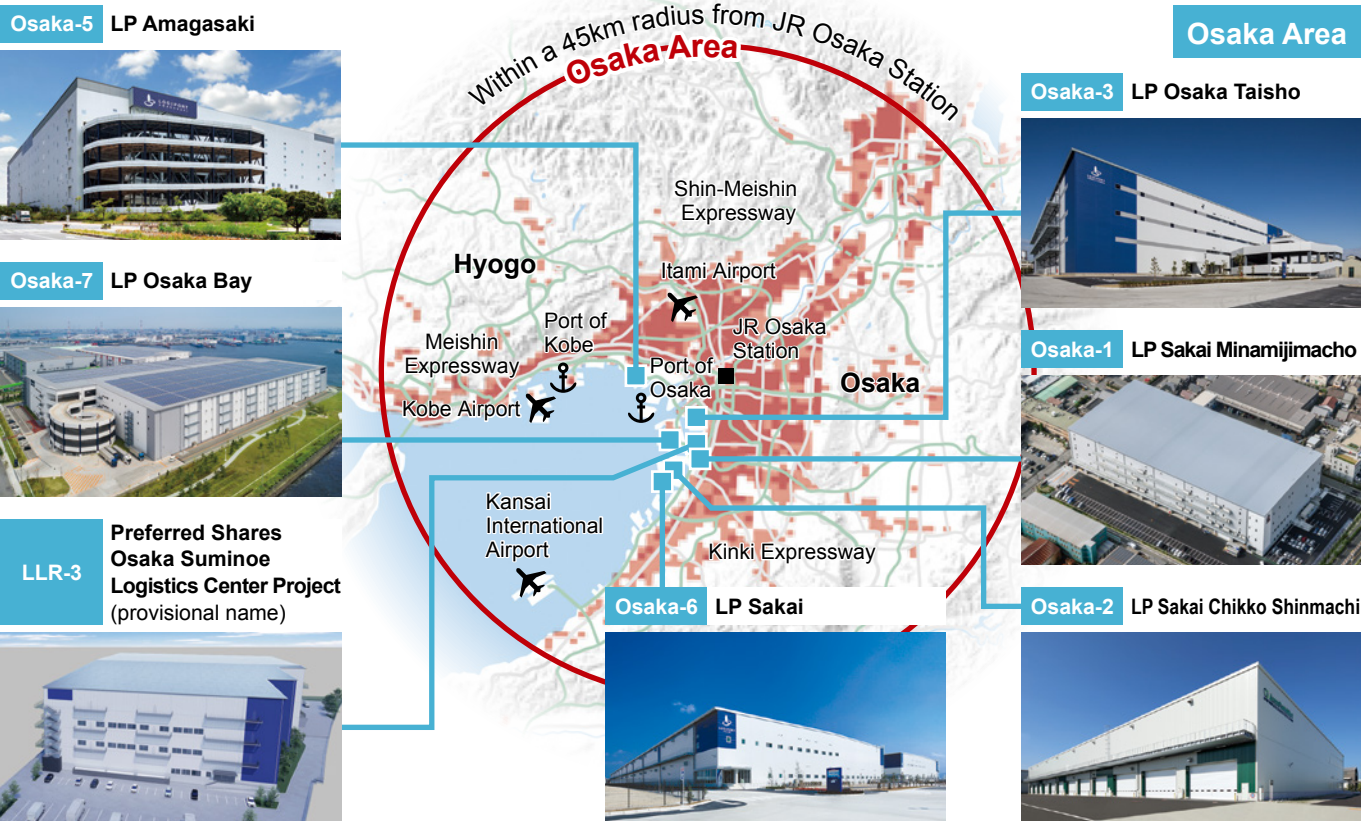 Osaka-5 LP Amagasaki
Within a 45km radius from JR Osaka Station
Osaka Area
Osaka Area
Osaka-3 LP Osaka Taisho
Shin-Meishin
Expressway
Hyogo
Itami Airport
Osaka-7 LP Osaka Bay
Port of
Kobe
JR Osaka
Station
Meishin
Expressway
Port of
Osaka
Osaka
Kobe Airport
Osaka-1 LP Sakai Minamijimacho
Kansai
International
Airport
Kinki Expressway
LLR-3
Preferred Shares
Osaka Suminoe
Logistics Center Project
(provisional name)
Osaka-6 LP Sakai
Osaka-2 LP Sakai Chikko Shinmachi